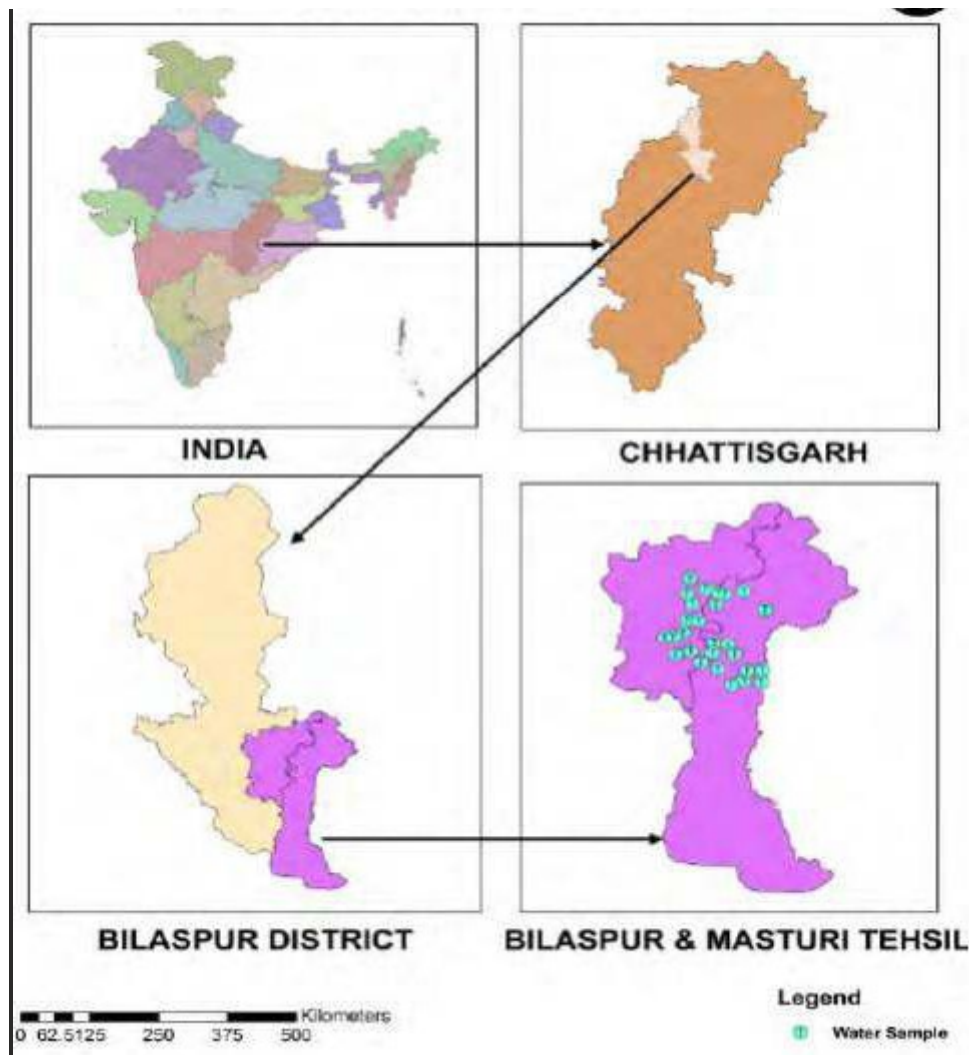 INDIA
CHHATTISGARH
BILASPUR DISTRICT
BILASPUR & MASTURI TEHSIL
Kilometers
0 62.5125 250 375 500
Legend
Water Sample